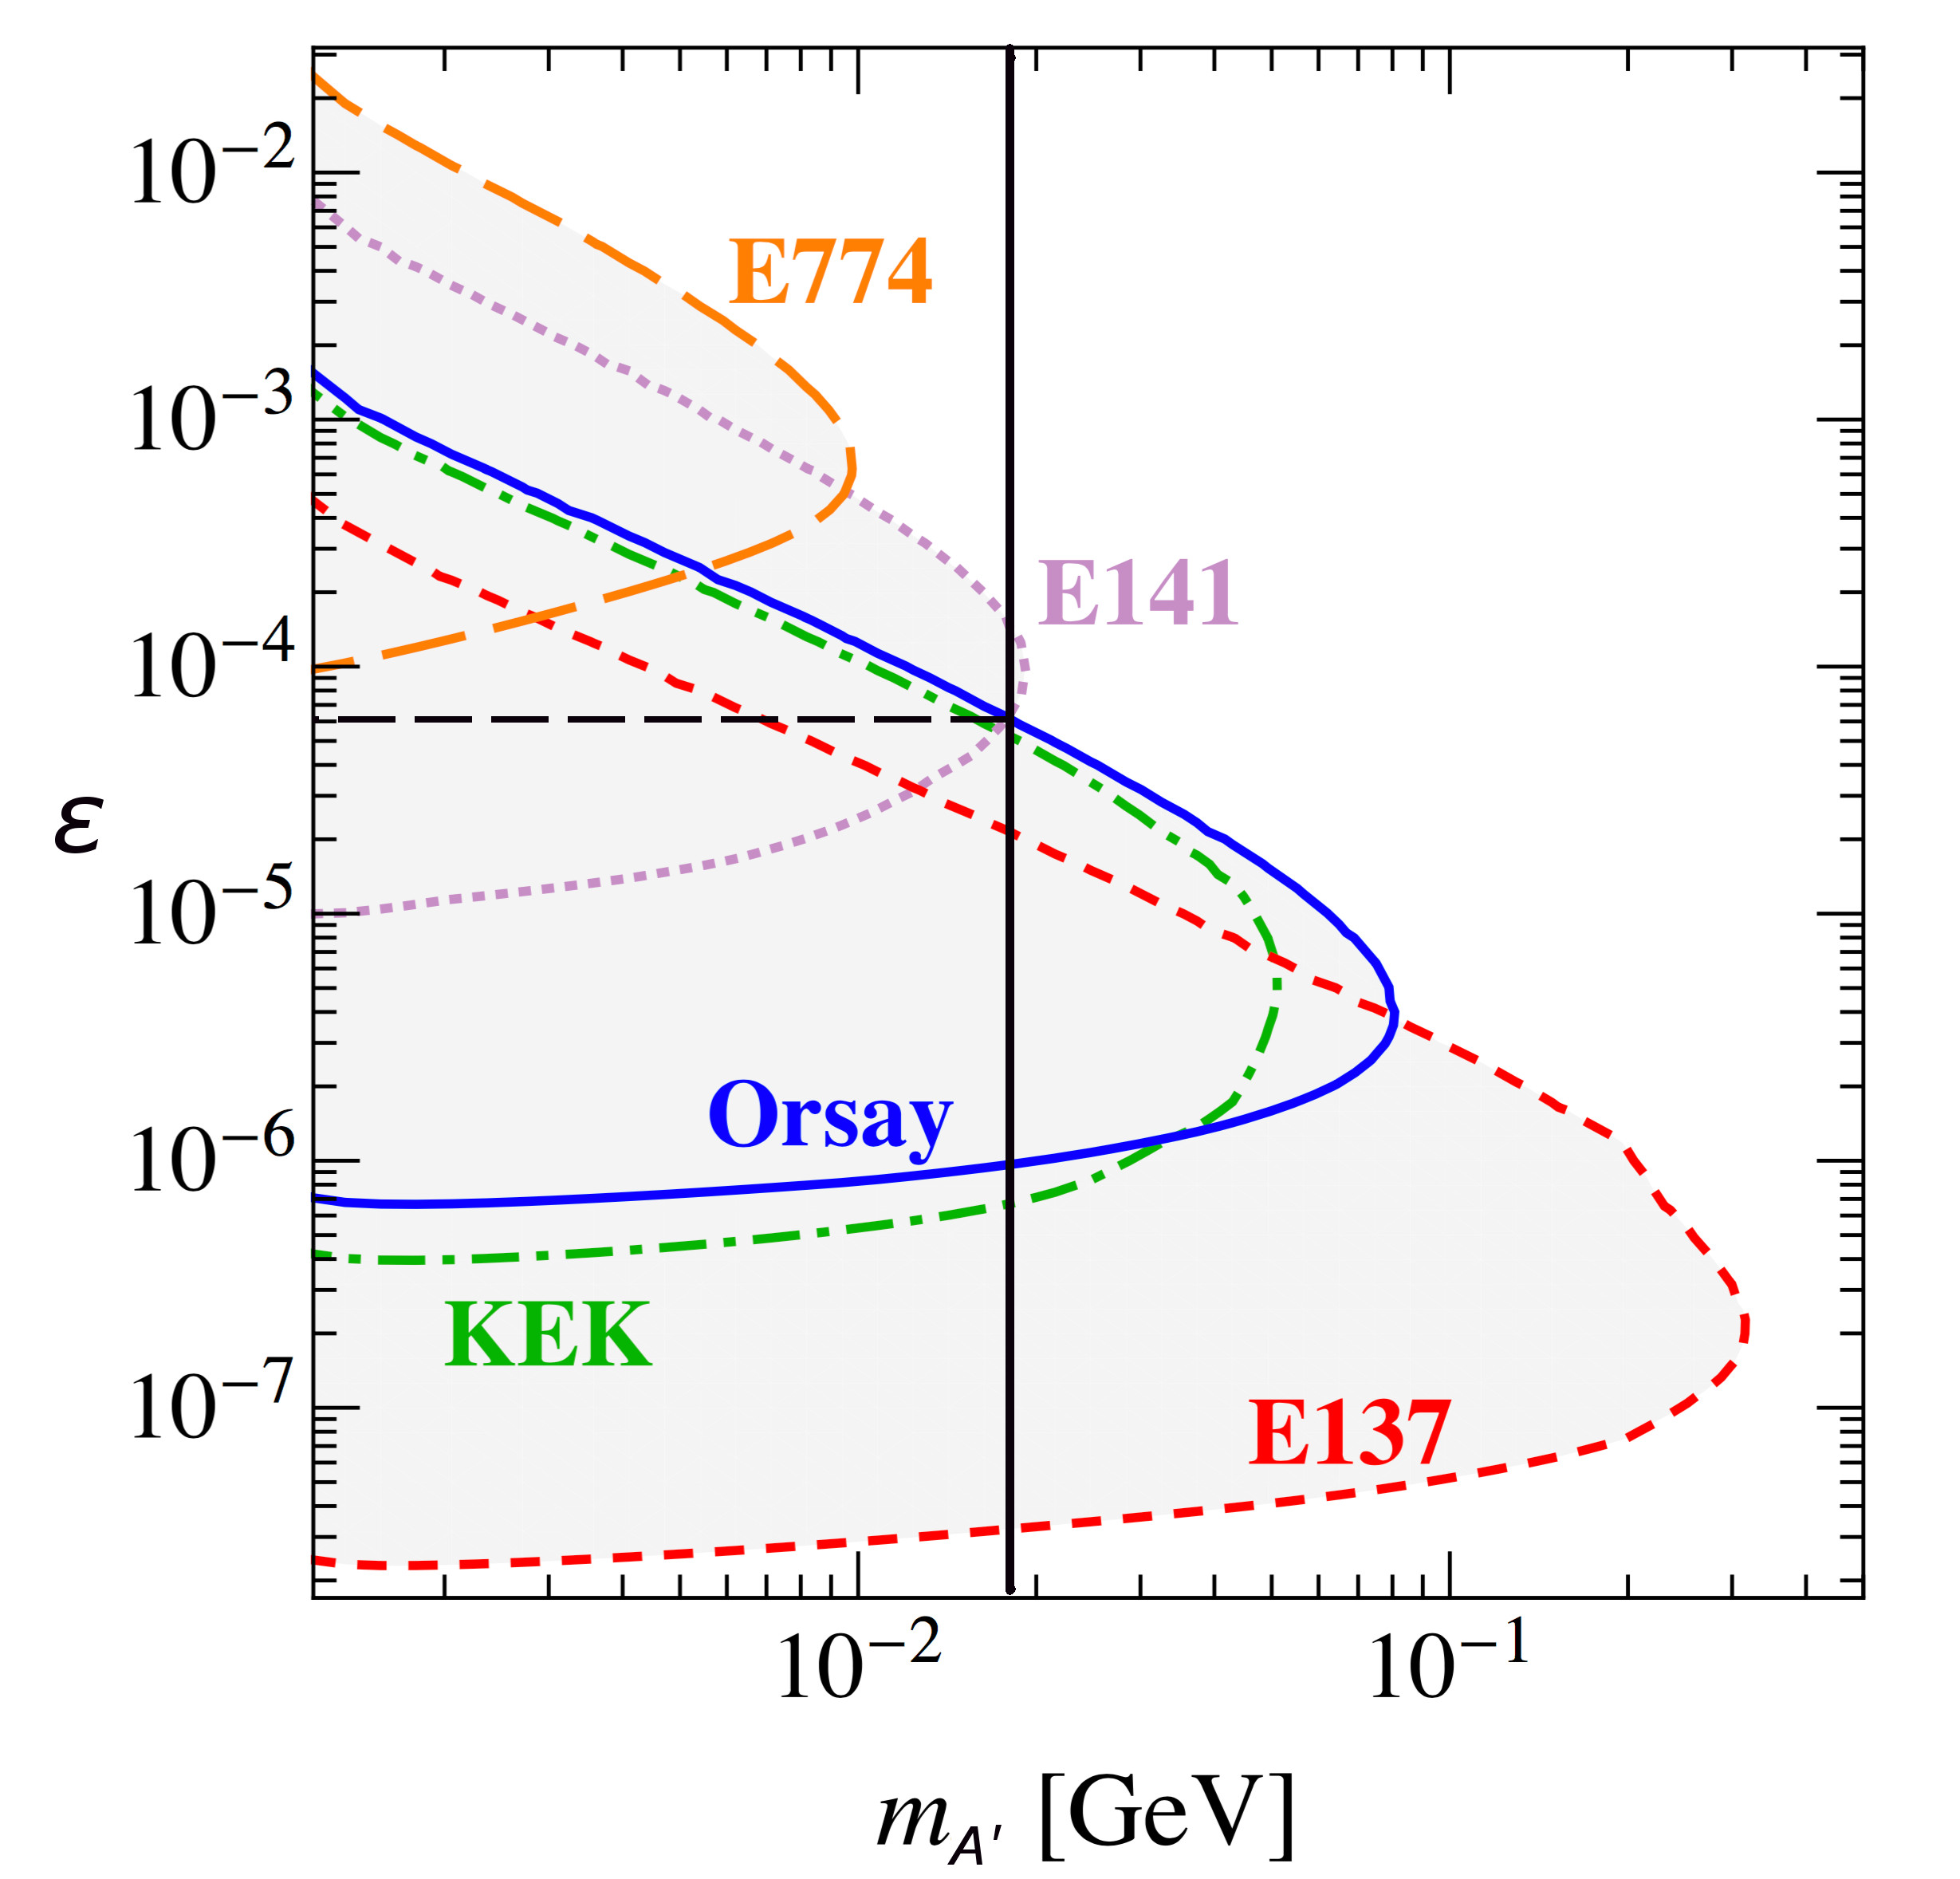 10⁻²
E774
10⁻³
E141
10⁻⁴
ε
10⁻⁵
Orsay
10⁻⁶
KEK
10⁻⁷
E137
10⁻² 10⁻¹
m_A′ [GeV]